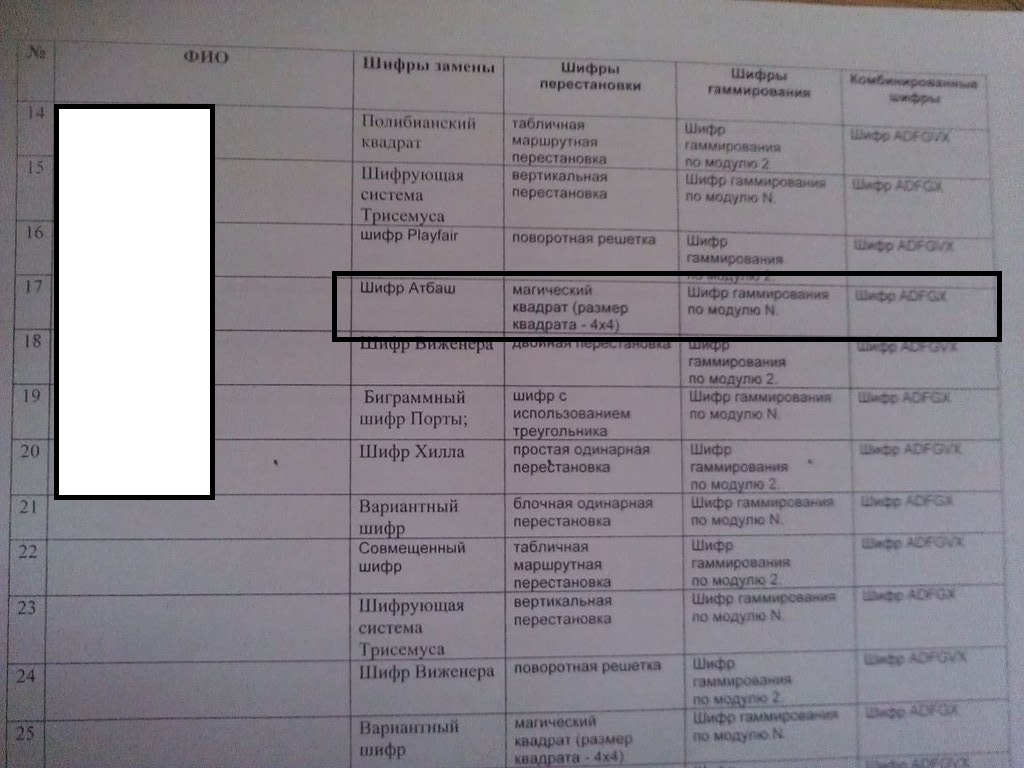 № ФИО Шифры замены Шифры перестановки Шифры гаммирования Комбинированные шифры
14 Полибианский квадрат табличная маршрутная перестановка Шифр гаммирования по модулю 2 Шифр ADFGVX
15 Шифрующая система Трисемуса вертикальная перестановка Шифр гаммирования по модулю N. Шифр ADFGX
16 шифр Playfair поворотная решетка Шифр гаммирования по модулю 2. Шифр ADFGVX
17 Шифр Атбаш магический квадрат (размер квадрата - 4x4) Шифр гаммирования по модулю N. Шифр ADFGX
18 Шифр Виженера двойная перестановка Шифр гаммирования по модулю 2. Шифр ADFGVX
19 Биграммный шифр Порты; шифр с использованием треугольника Шифр гаммирования по модулю N. Шифр ADFGX
20 Шифр Хилла простая одинарная перестановка Шифр гаммирования по модулю 2. Шифр ADFGVX
21 Вариантный шифр блочная одинарная перестановка Шифр гаммирования по модулю N. Шифр ADFGX
22 Совмещенный шифр табличная маршрутная перестановка Шифр гаммирования по модулю 2. Шифр ADFGVX
23 Шифрующая система Трисемуса вертикальная перестановка Шифр гаммирования по модулю N. Шифр ADFGX
24 Шифр Виженера поворотная решетка Шифр гаммирования по модулю 2. Шифр ADFGVX
25 Вариантный шифр магический квадрат (размер квадрата - 4x4) Шифр гаммирования по модулю N. Шифр ADFGX